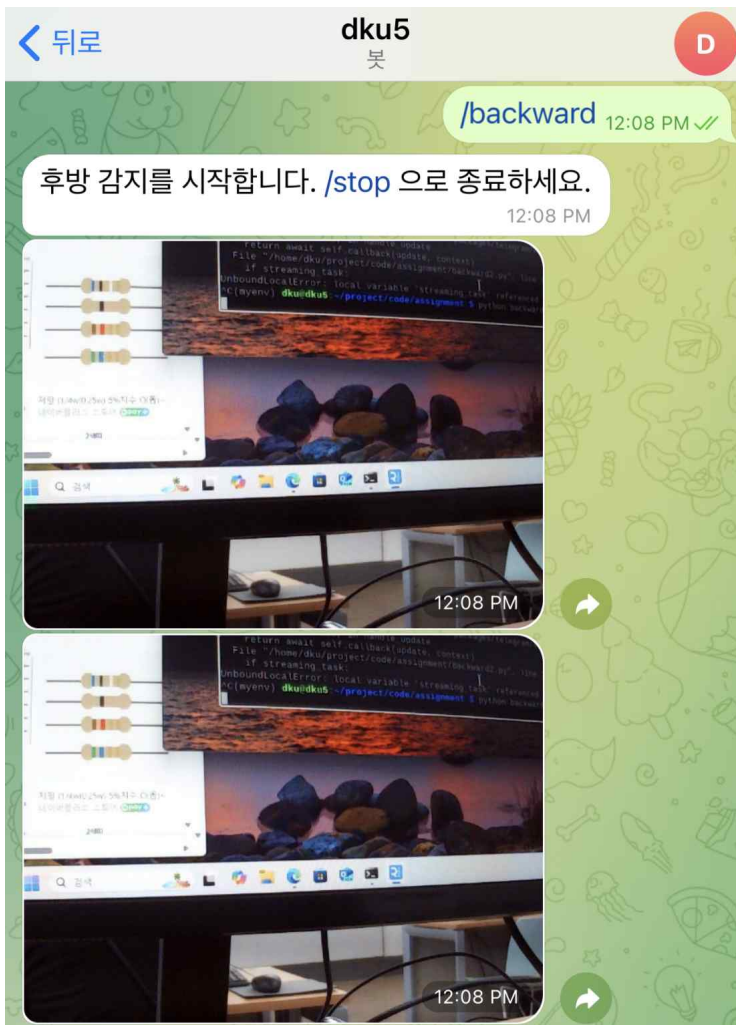 뒤로
dku5
봇
D
/backward 12:08 PM
후방 감지를 시작합니다. /stop 으로 종료하세요.
12:08 PM
return await self.callback(update, context)
File "/home/dku/project/code/assignment/backward2.py", line
if streaming_task:
UnboundLocalError: local variable 'streaming_task' referenced
^C(myenv) dku@dku5:~/project/code/assignment $ python backward
검색
12:08 PM
return await self.callback(update, context)
File "/home/dku/project/code/assignment/backward2.py", line
if streaming_task:
UnboundLocalError: local variable 'streaming_task' referenced
^C(myenv) dku@dku5:~/project/code/assignment $ python backward
검색
12:08 PM